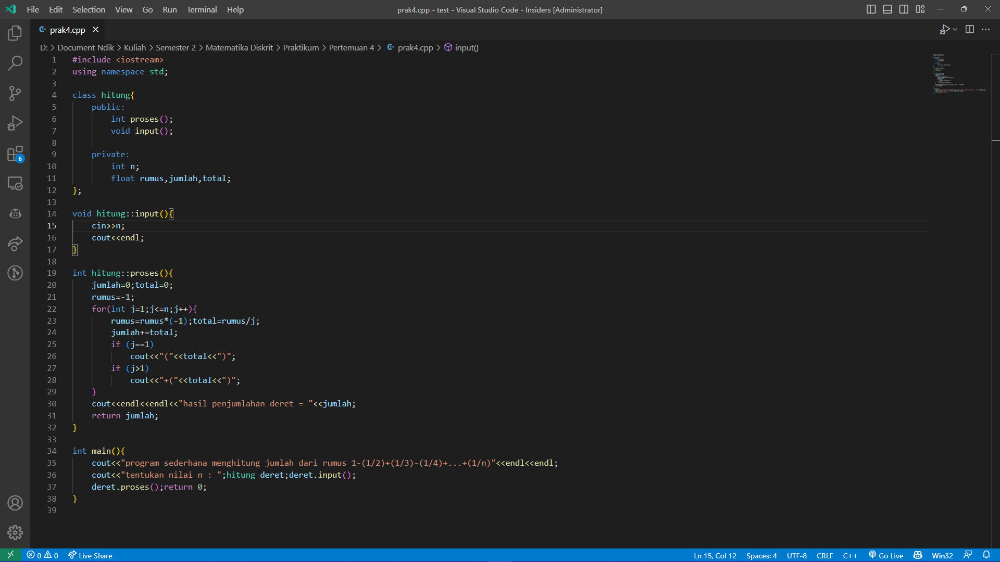 File Edit Selection View Go Run Terminal Help
prak4.cpp - test - Visual Studio Code - Insiders [Administrator]
prak4.cpp
D: > Document Ndik > Kuliah > Semester 2 > Matematika Diskrit > Praktikum > Pertemuan 4 > prak4.cpp > input()
1 #include <iostream>
2 using namespace std;
3
4 class hitung{
5     public:
6         int proses();
7         void input();
8
9     private:
10         int n;
11         float rumus,jumlah,total;
12 };
13
14 void hitung::input(){
15     cin>>n;
16     cout<<endl;
17 }
18
19 int hitung::proses(){
20     jumlah=0;total=0;
21     rumus=-1;
22     for(int j=1;j<=n;j++){
23         rumus=rumus*(-1);total=rumus/j;
24         jumlah+=total;
25         if (j==1)
26             cout<<"("<<total<<")";
27         if (j>1)
28             cout<<"+("<<total<<")";
29     }
30     cout<<endl<<endl<<"hasil penjumlahan deret = "<<jumlah;
31     return jumlah;
32 }
33
34 int main(){
35     cout<<"program sederhana menghitung jumlah dari rumus 1-(1/2)+(1/3)-(1/4)+...+(1/n)"<<endl<<endl;
36     cout<<"tentukan nilai n : ";hitung deret;deret.input();
37     deret.proses();return 0;
38 }
39
6
0 0 Live Share
Ln 15, Col 12 Spaces: 4 UTF-8 CRLF C++ Go Live Win32